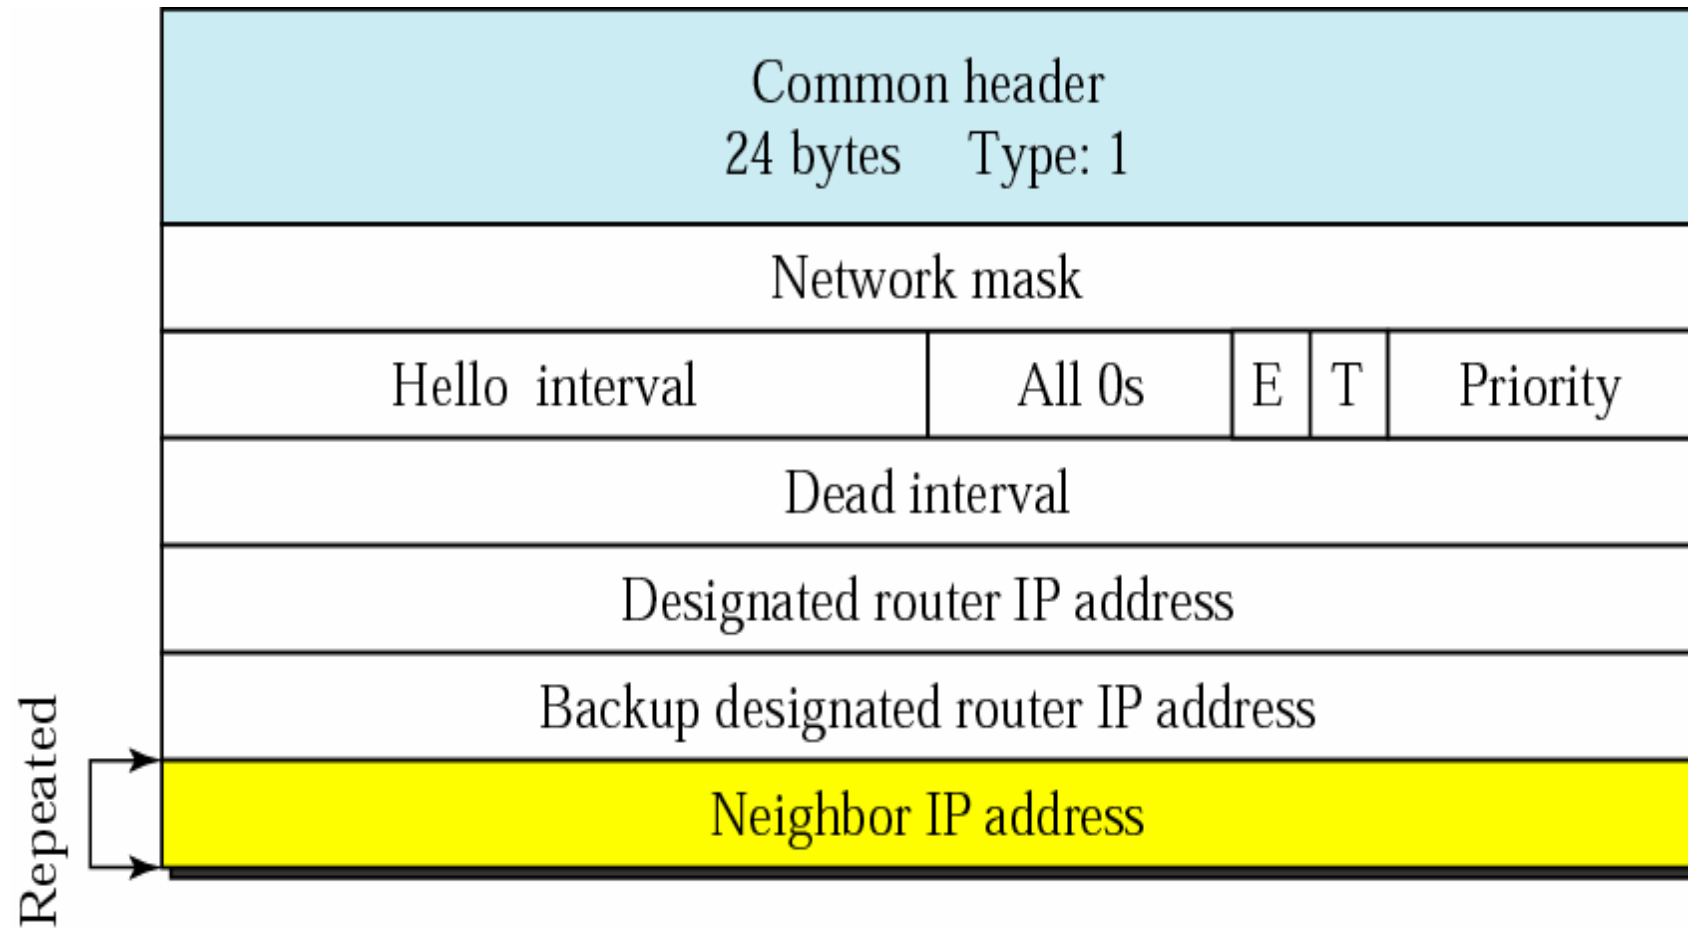 Common header
24 bytes Type: 1
Network mask
Hello interval All 0s E T Priority
Dead interval
Designated router IP address
Backup designated router IP address
Repeated
Neighbor IP address